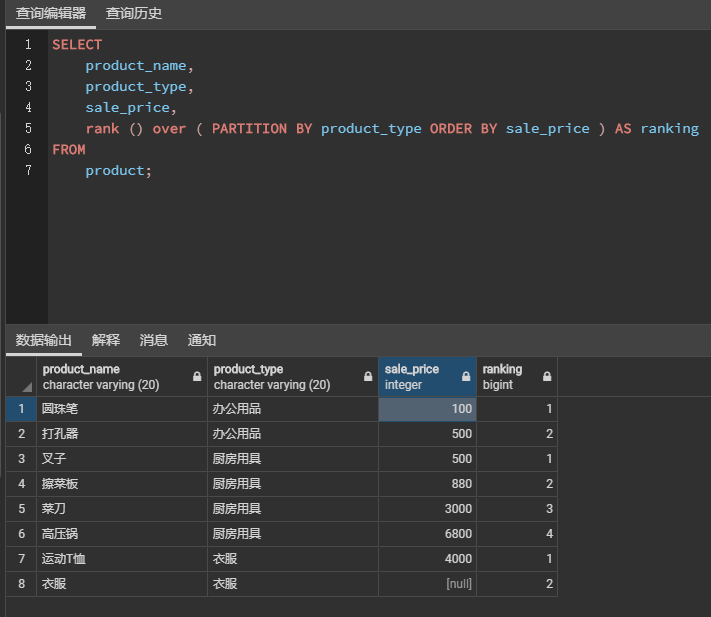 查询编辑器 查询历史
1 SELECT
2 product_name,
3 product_type,
4 sale_price,
5 rank () over ( PARTITION BY product_type ORDER BY sale_price ) AS ranking
6 FROM
7 product;
数据输出 解释 消息 通知
product_name product_type sale_price ranking
character varying (20) character varying (20) integer bigint
1 圆珠笔 办公用品 100 1
2 打孔器 办公用品 500 2
3 叉子 厨房用具 500 1
4 擦菜板 厨房用具 880 2
5 菜刀 厨房用具 3000 3
6 高压锅 厨房用具 6800 4
7 运动T恤 衣服 4000 1
8 衣服 衣服 [null] 2